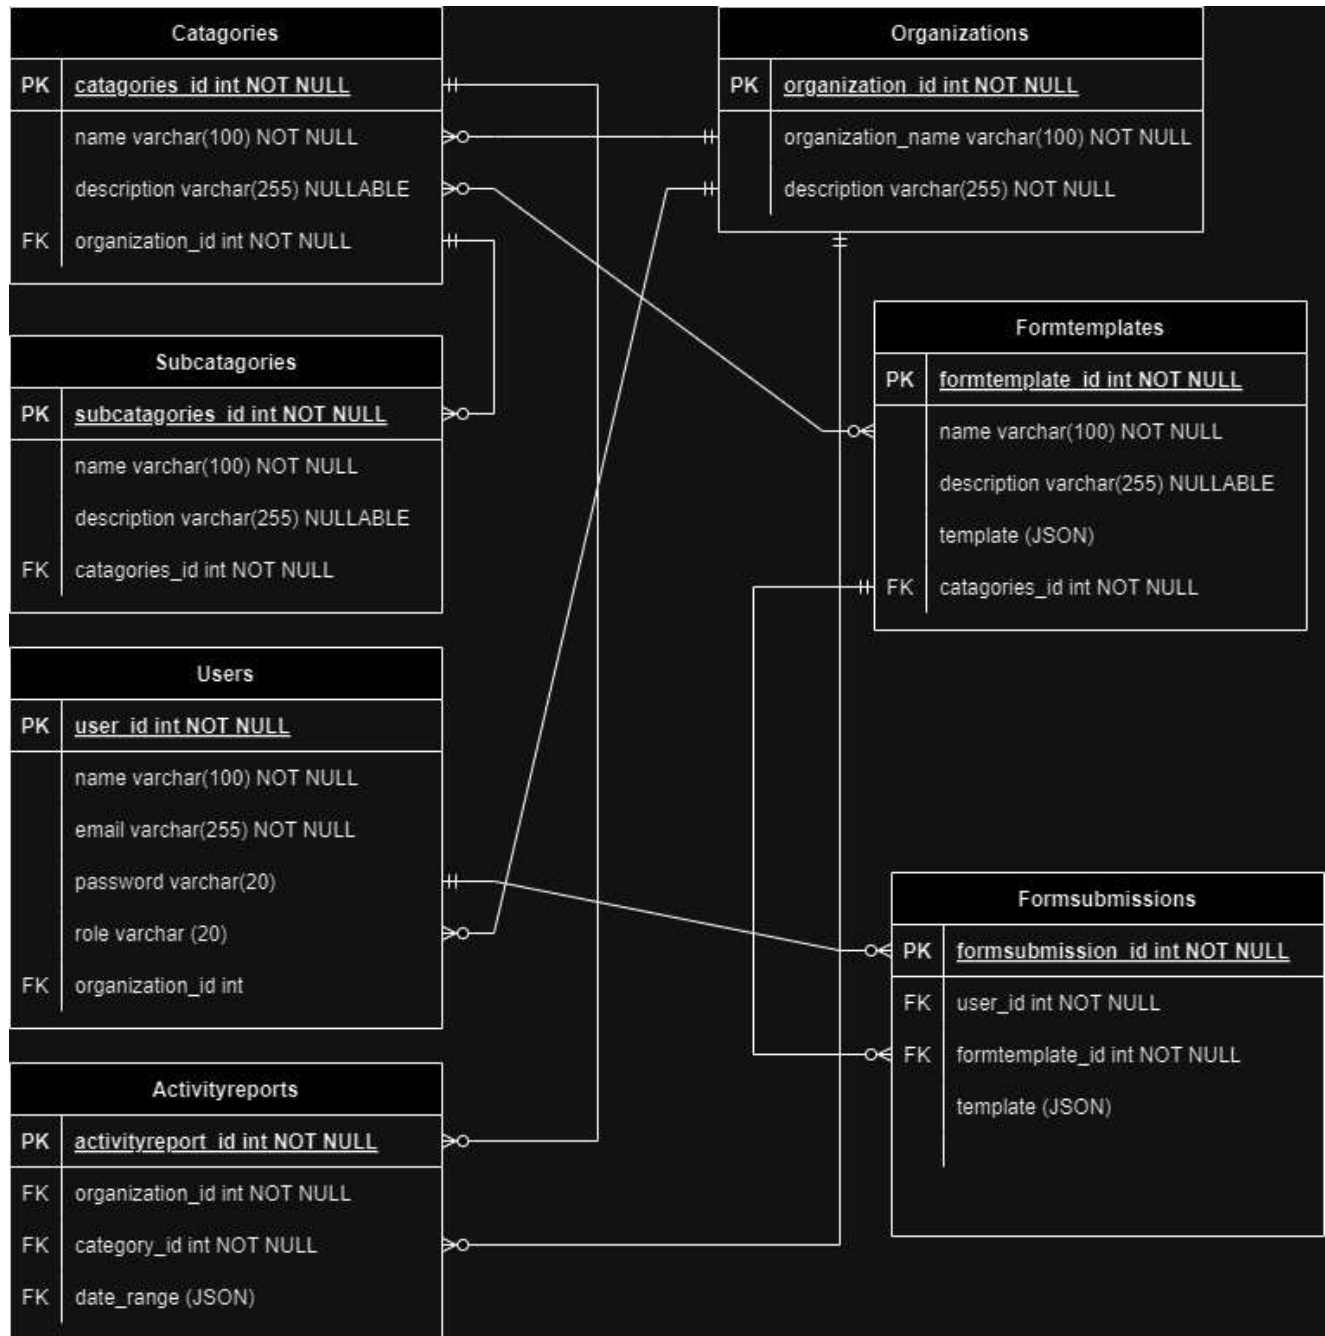 Catagories
PK catagories_id int NOT NULL
name varchar(100) NOT NULL
description varchar(255) NULLABLE
FK organization_id int NOT NULL
Organizations
PK organization_id int NOT NULL
organization_name varchar(100) NOT NULL
description varchar(255) NOT NULL
Subcatagories
PK subcatagories_id int NOT NULL
name varchar(100) NOT NULL
description varchar(255) NULLABLE
FK catagories_id int NOT NULL
Formtemplates
PK formtemplate_id int NOT NULL
name varchar(100) NOT NULL
description varchar(255) NULLABLE
template (JSON)
FK catagories_id int NOT NULL
Users
PK user_id int NOT NULL
name varchar(100) NOT NULL
email varchar(255) NOT NULL
password varchar(20)
role varchar (20)
FK organization_id int
Formsubmissions
PK formsubmission_id int NOT NULL
FK user_id int NOT NULL
FK formtemplate_id int NOT NULL
template (JSON)
Activityreports
PK activityreport_id int NOT NULL
FK organization_id int NOT NULL
FK category_id int NOT NULL
FK date_range (JSON)